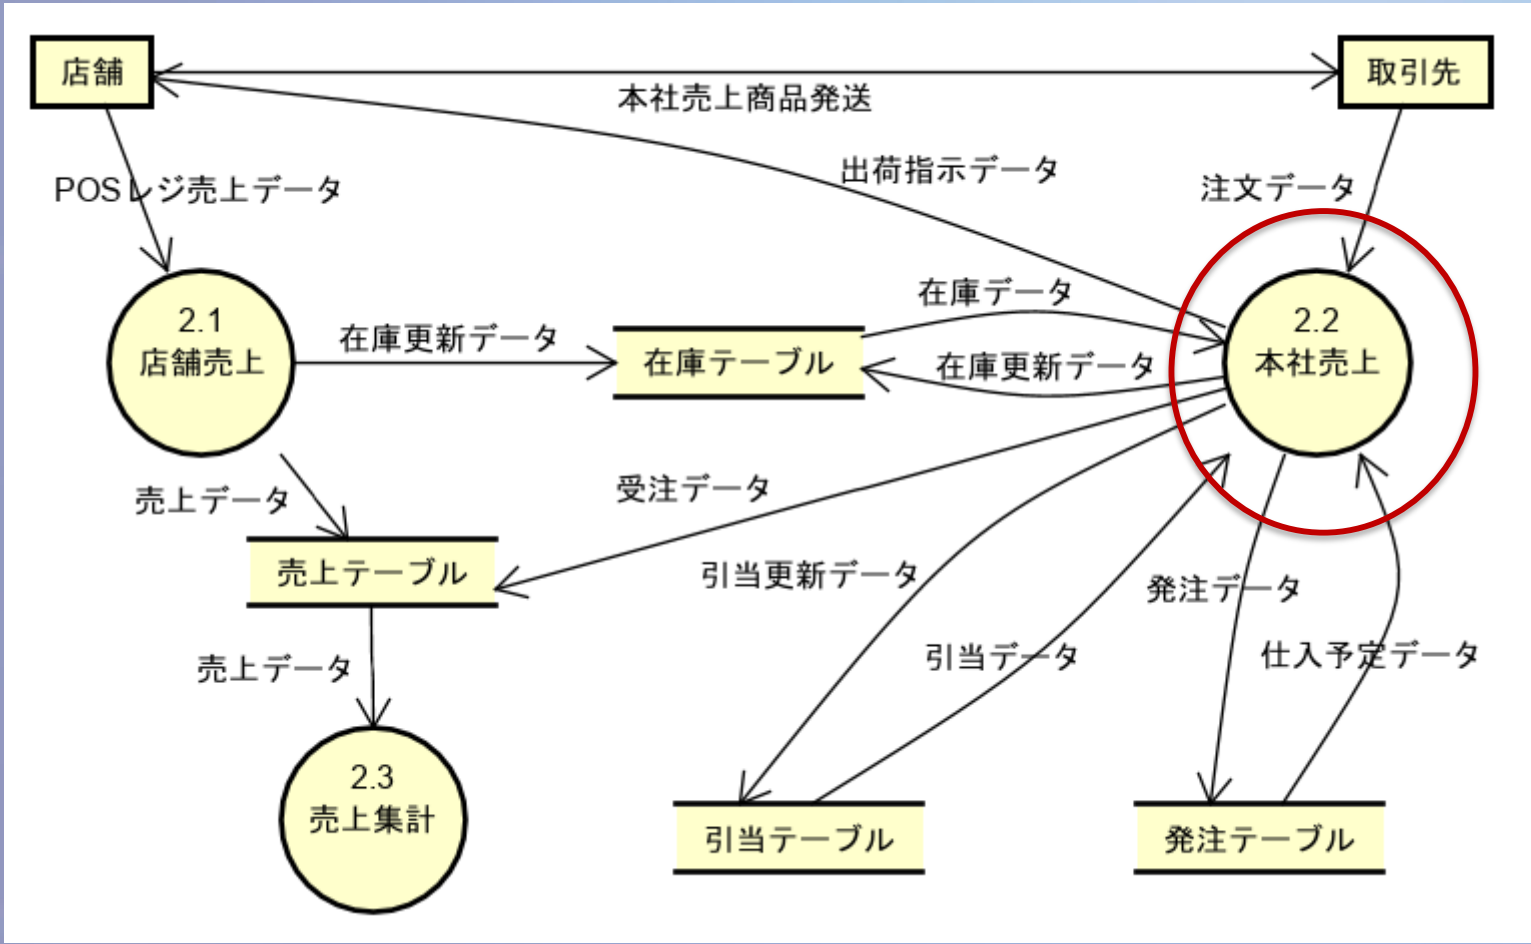 店舗
取引先
本社売上商品発送
出荷指示データ
POSレジ売上データ
注文データ
在庫データ
2.1
店舗売上
在庫更新データ
在庫テーブル
在庫更新データ
2.2
本社売上
売上データ
受注データ
売上テーブル
引当更新データ
発注データ
売上データ
引当データ
仕入予定データ
2.3
売上集計
引当テーブル
発注テーブル